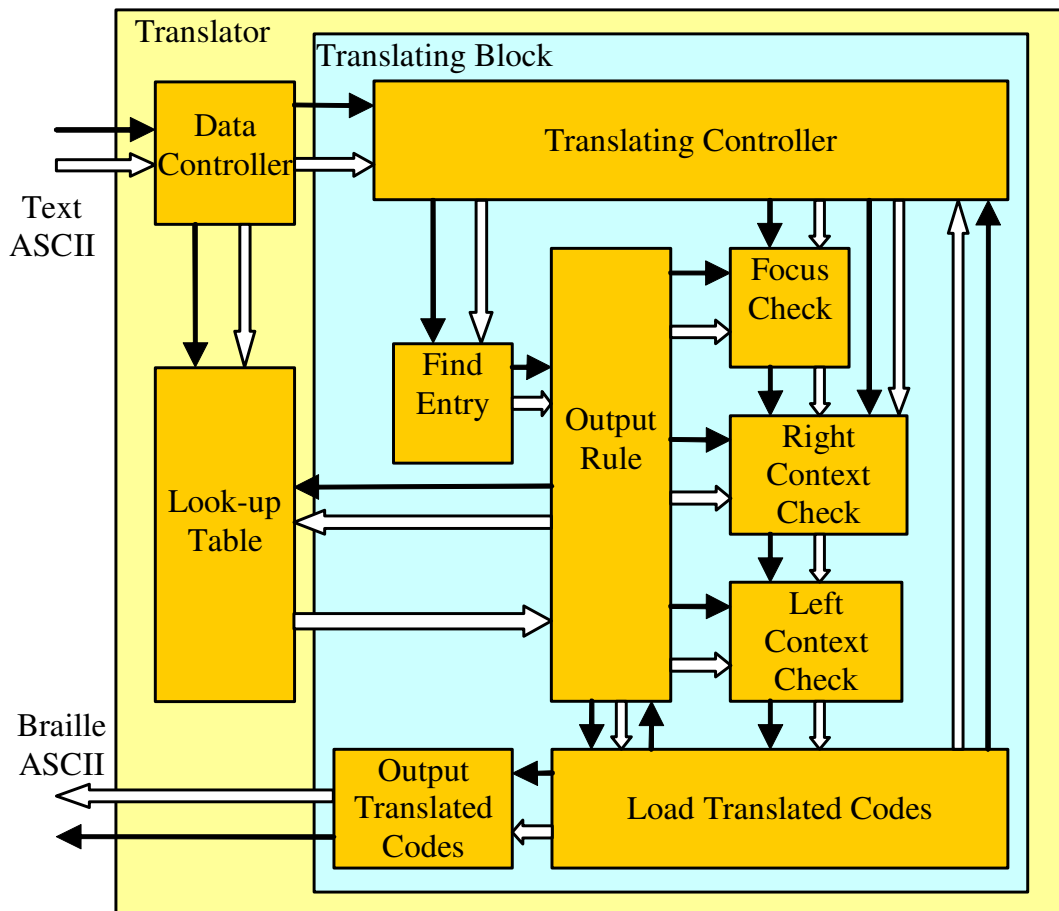 Translator
Translating Block
Data
Controller
Translating Controller
Text
ASCII
Focus
Check
Find
Entry
Output
Rule
Right
Context
Check
Look-up
Table
Left
Context
Check
Braille
ASCII
Output
Translated
Codes
Load Translated Codes